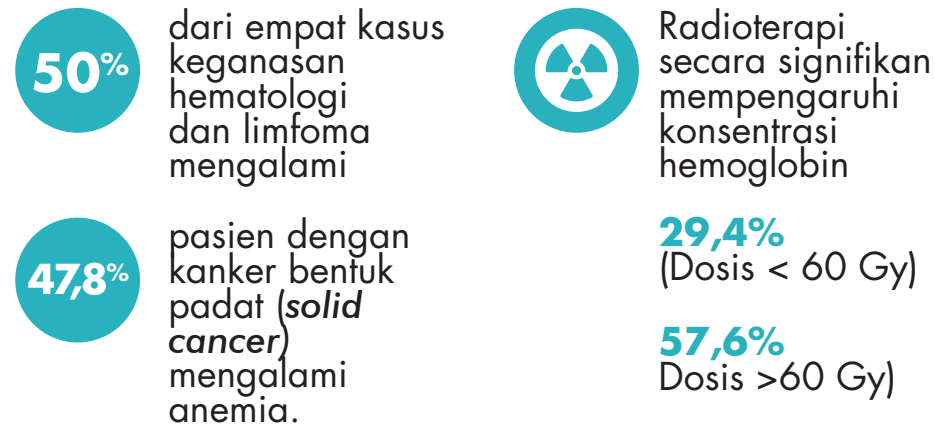 50%
dari empat kasus
keganasan
hematologi
dan limfoma
mengalami
47,8%
pasien dengan
kanker bentuk
padat (solid
cancer)
mengalami
anemia.
Radioterapi
secara signifikan
mempengaruhi
konsentrasi
hemoglobin
29,4%
(Dosis < 60 Gy)
57,6%
Dosis >60 Gy)